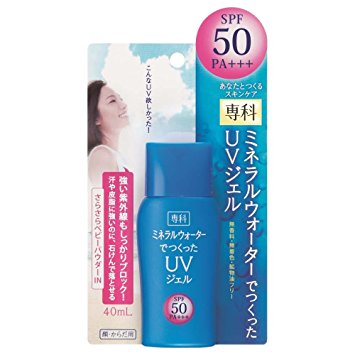 SPF
50
PA+++
あなたとつくる
スキンケア
専科
ミネラルウォーターでつくった
UVジェル
無香料・無着色・鉱物油フリー
こんなUV欲しかった!
強い紫外線もしっかりブロック!
汗や皮脂に強いのに、石けんで落とせる
さらさらベビーパウダーIN
40mL
顔・からだ用
専科
ミネラルウォーター
でつくった
UV
ジェル
SPF
50
PA+++